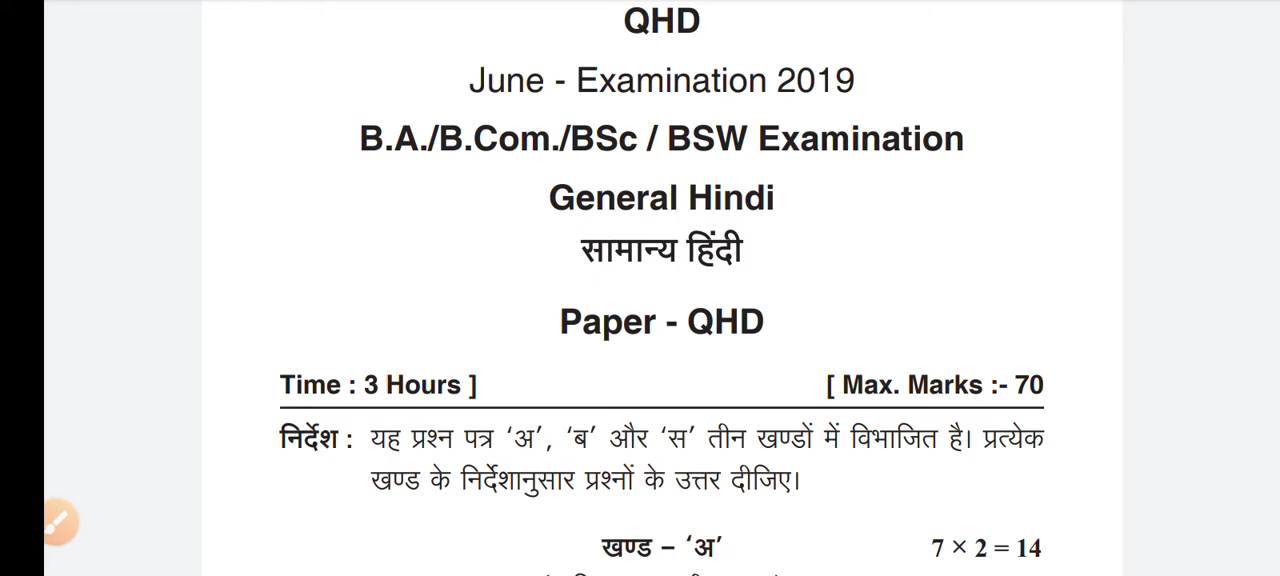 QHD
June - Examination 2019
B.A./B.Com./BSc / BSW Examination
General Hindi
सामान्य हिंदी
Paper - QHD
Time : 3 Hours ] [ Max. Marks :- 70
निर्देश : यह प्रश्न पत्र ‘अ’, ‘ब’ और ‘स’ तीन खण्डों में विभाजित है। प्रत्येक
खण्ड के निर्देशानुसार प्रश्नों के उत्तर दीजिए।
खण्ड – ‘अ’ 7 × 2 = 14